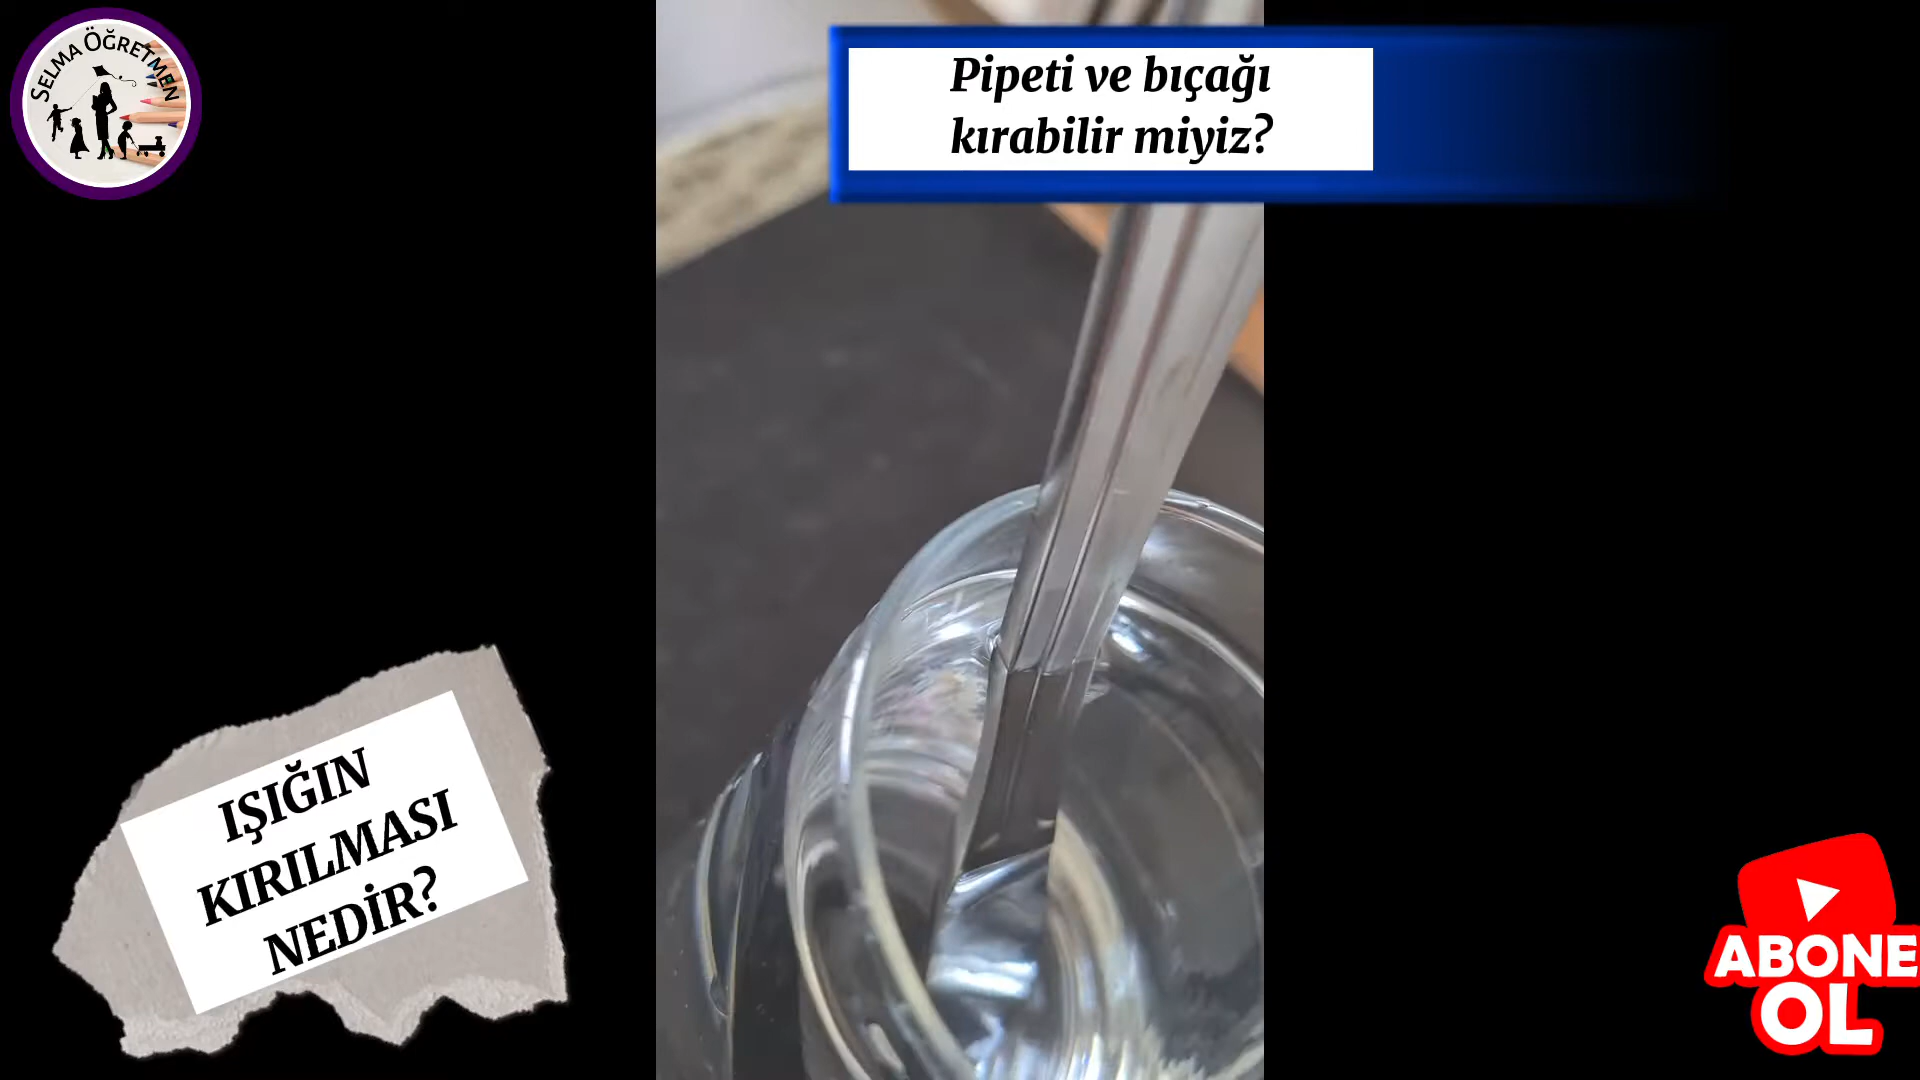 SELMA ÖĞRETMEN
Pipeti ve bıçağı
kırabilir miyiz?
IŞIĞIN
KIRILMASI
NEDİR?
ABONE
OL